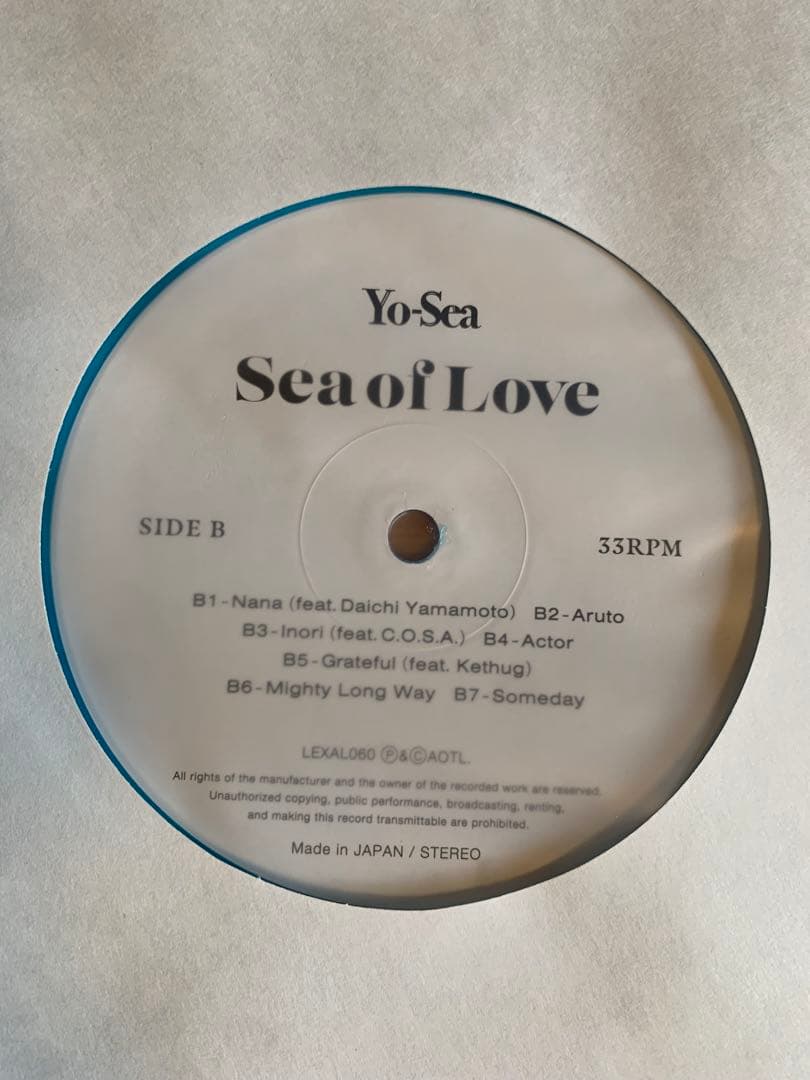 Yo-Sea
Sea of Love
SIDE B
33RPM
B1-Nana (feat. Daichi Yamamoto) B2-Aruto
B3-Inori (feat. C.O.S.A.) B4-Actor
B5-Grateful (feat. Kethug)
B6-Mighty Long Way B7-Someday
LEXAL060 Ⓟ&ⒸAOTL.
All rights of the manufacturer and the owner of the recorded work are reserved.
Unauthorized copying, public performance, broadcasting, renting,
and making this record transmittable are prohibited.
Made in JAPAN / STEREO